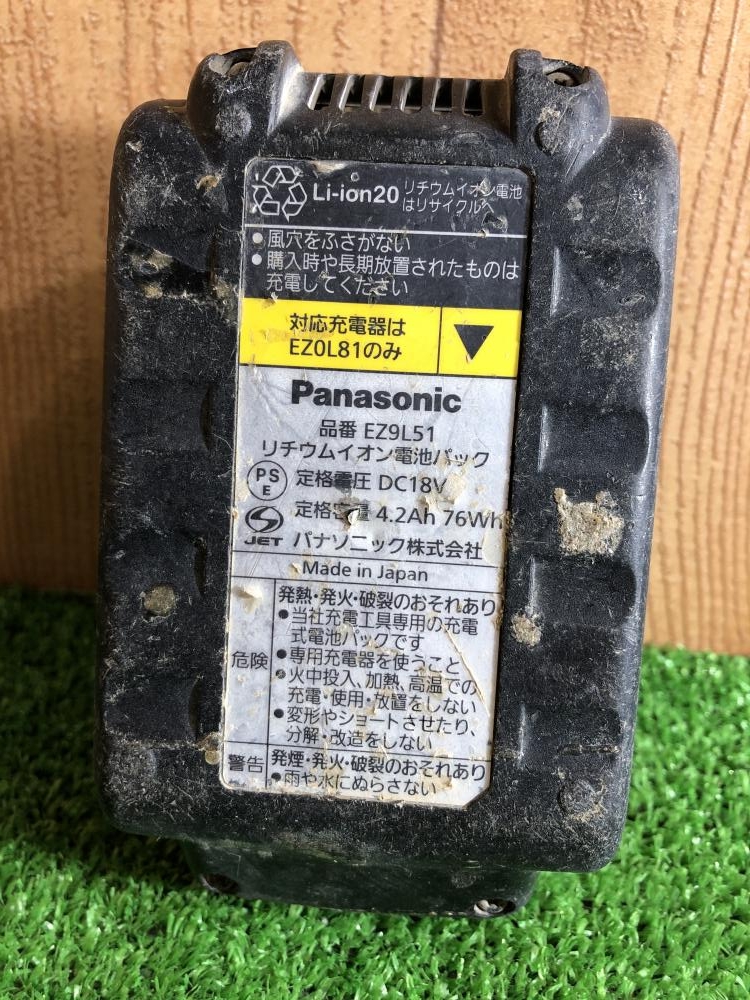 Li-ion20 リチウムイオン電池
はリサイクルへ
● 風穴をふさがない
● 購入時や長期放置されたものは
充電してください
対応充電器は
EZ0L81のみ
Panasonic
品番 EZ9L51
リチウムイオン電池パック
PS
E
定格電圧 DC18V
定格容量 4.2Ah 76Wh
JET パナソニック株式会社
Made in Japan
危険
発熱・発火・破裂のおそれあり
●当社充電工具専用の充電
式電池パックです
●専用充電器を使うこと
●火中投入、加熱、高温での
充電・使用・放置をしない
●変形やショートさせたり、
分解・改造をしない
警告
発煙・発火・破裂のおそれあり
●雨や水にぬらさない